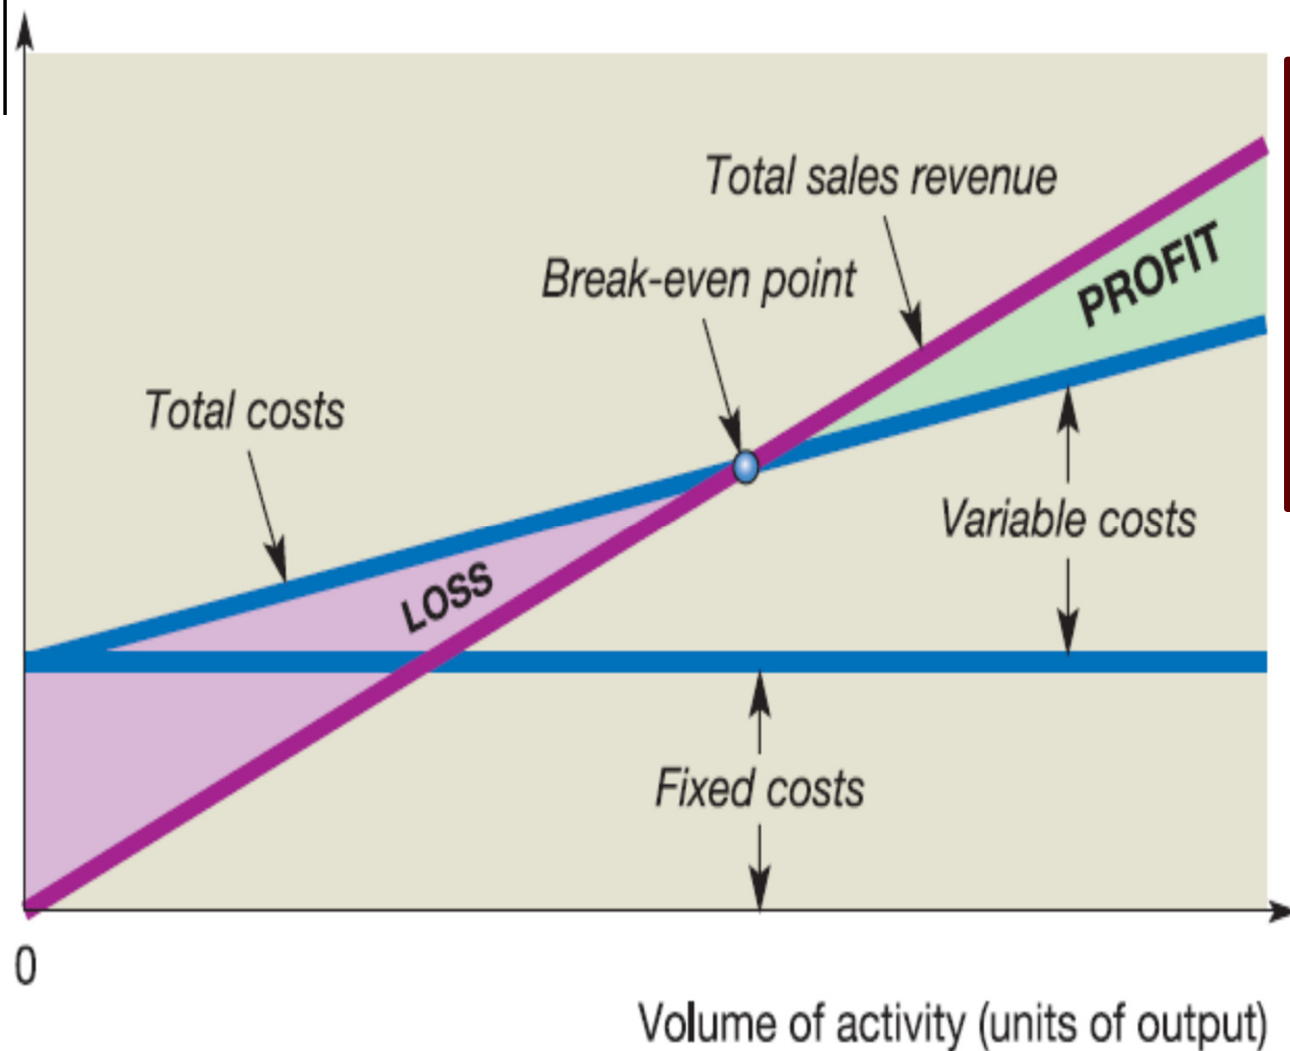 Total sales revenue
Break-even point
PROFIT
Total costs
Variable costs
LOSS
Fixed costs
0
Volume of activity (units of output)